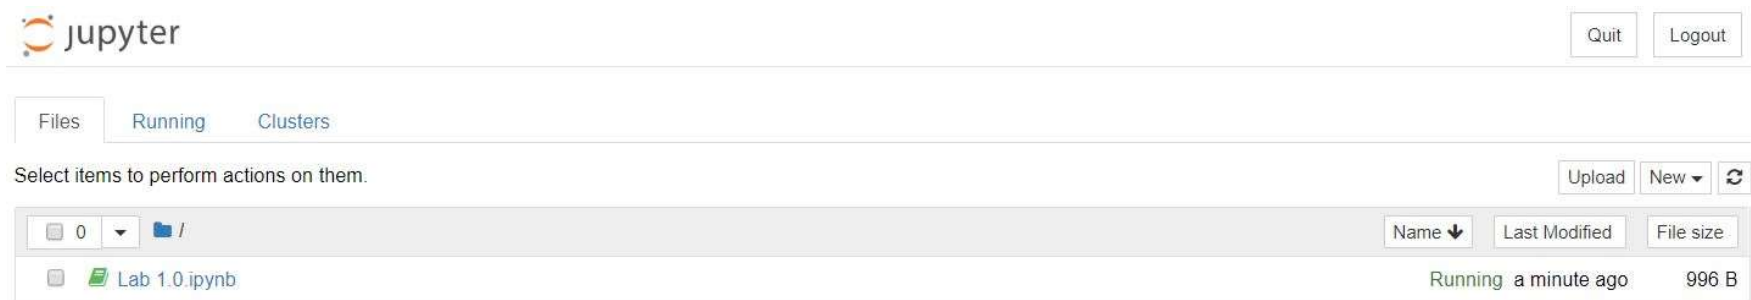 jupyter Quit Logout
Files Running Clusters
Select items to perform actions on them. Upload New
0 / Name Last Modified File size
Lab 1.0.ipynb Running a minute ago 996 B